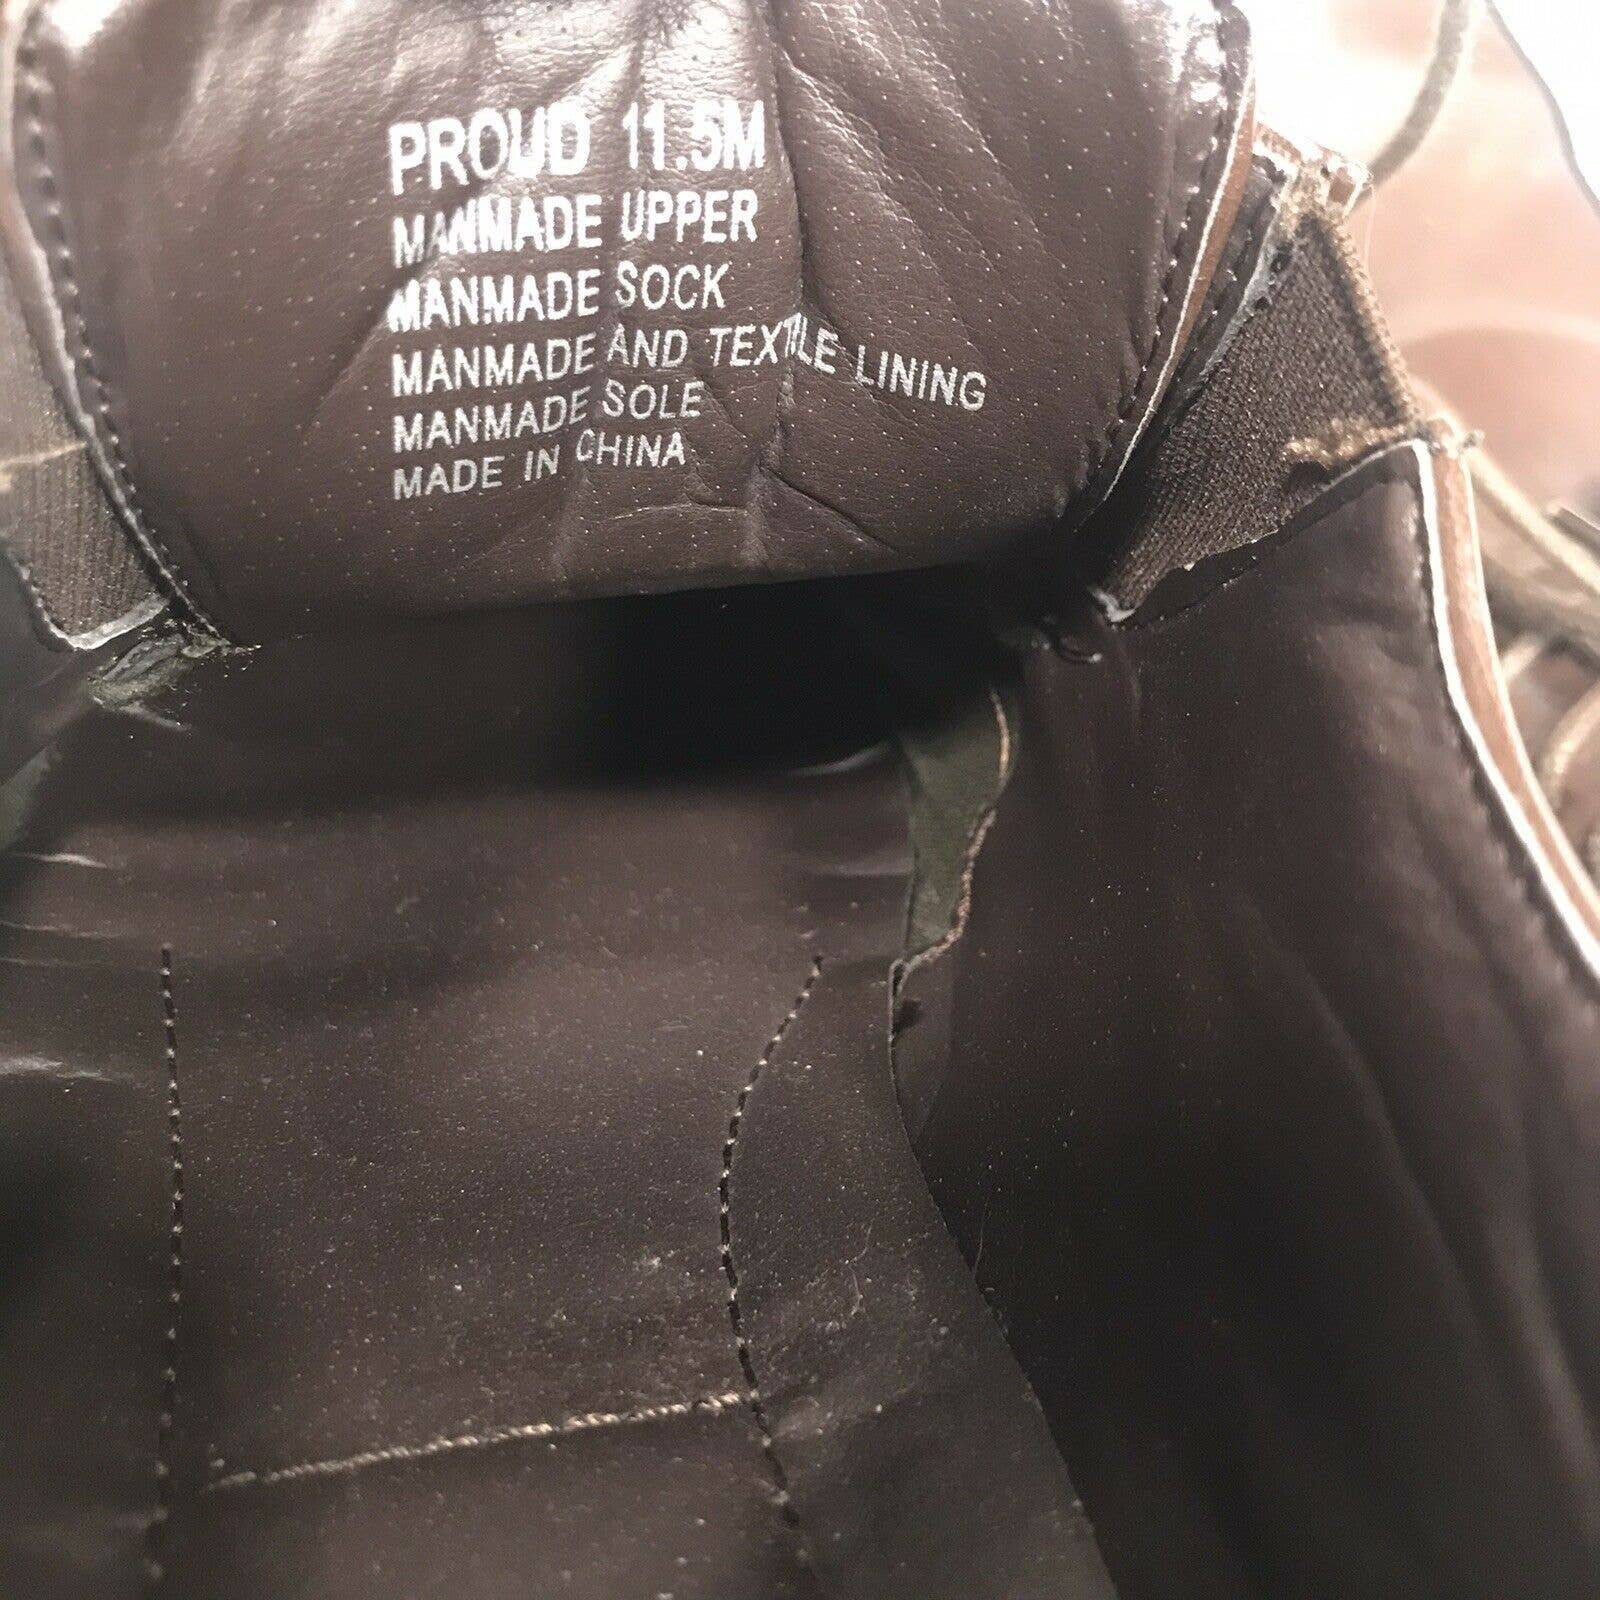 PROUD 11.5M
MANMADE UPPER
MANMADE SOCK
MANMADE AND TEXTILE LINING
MANMADE SOLE
MADE IN CHINA